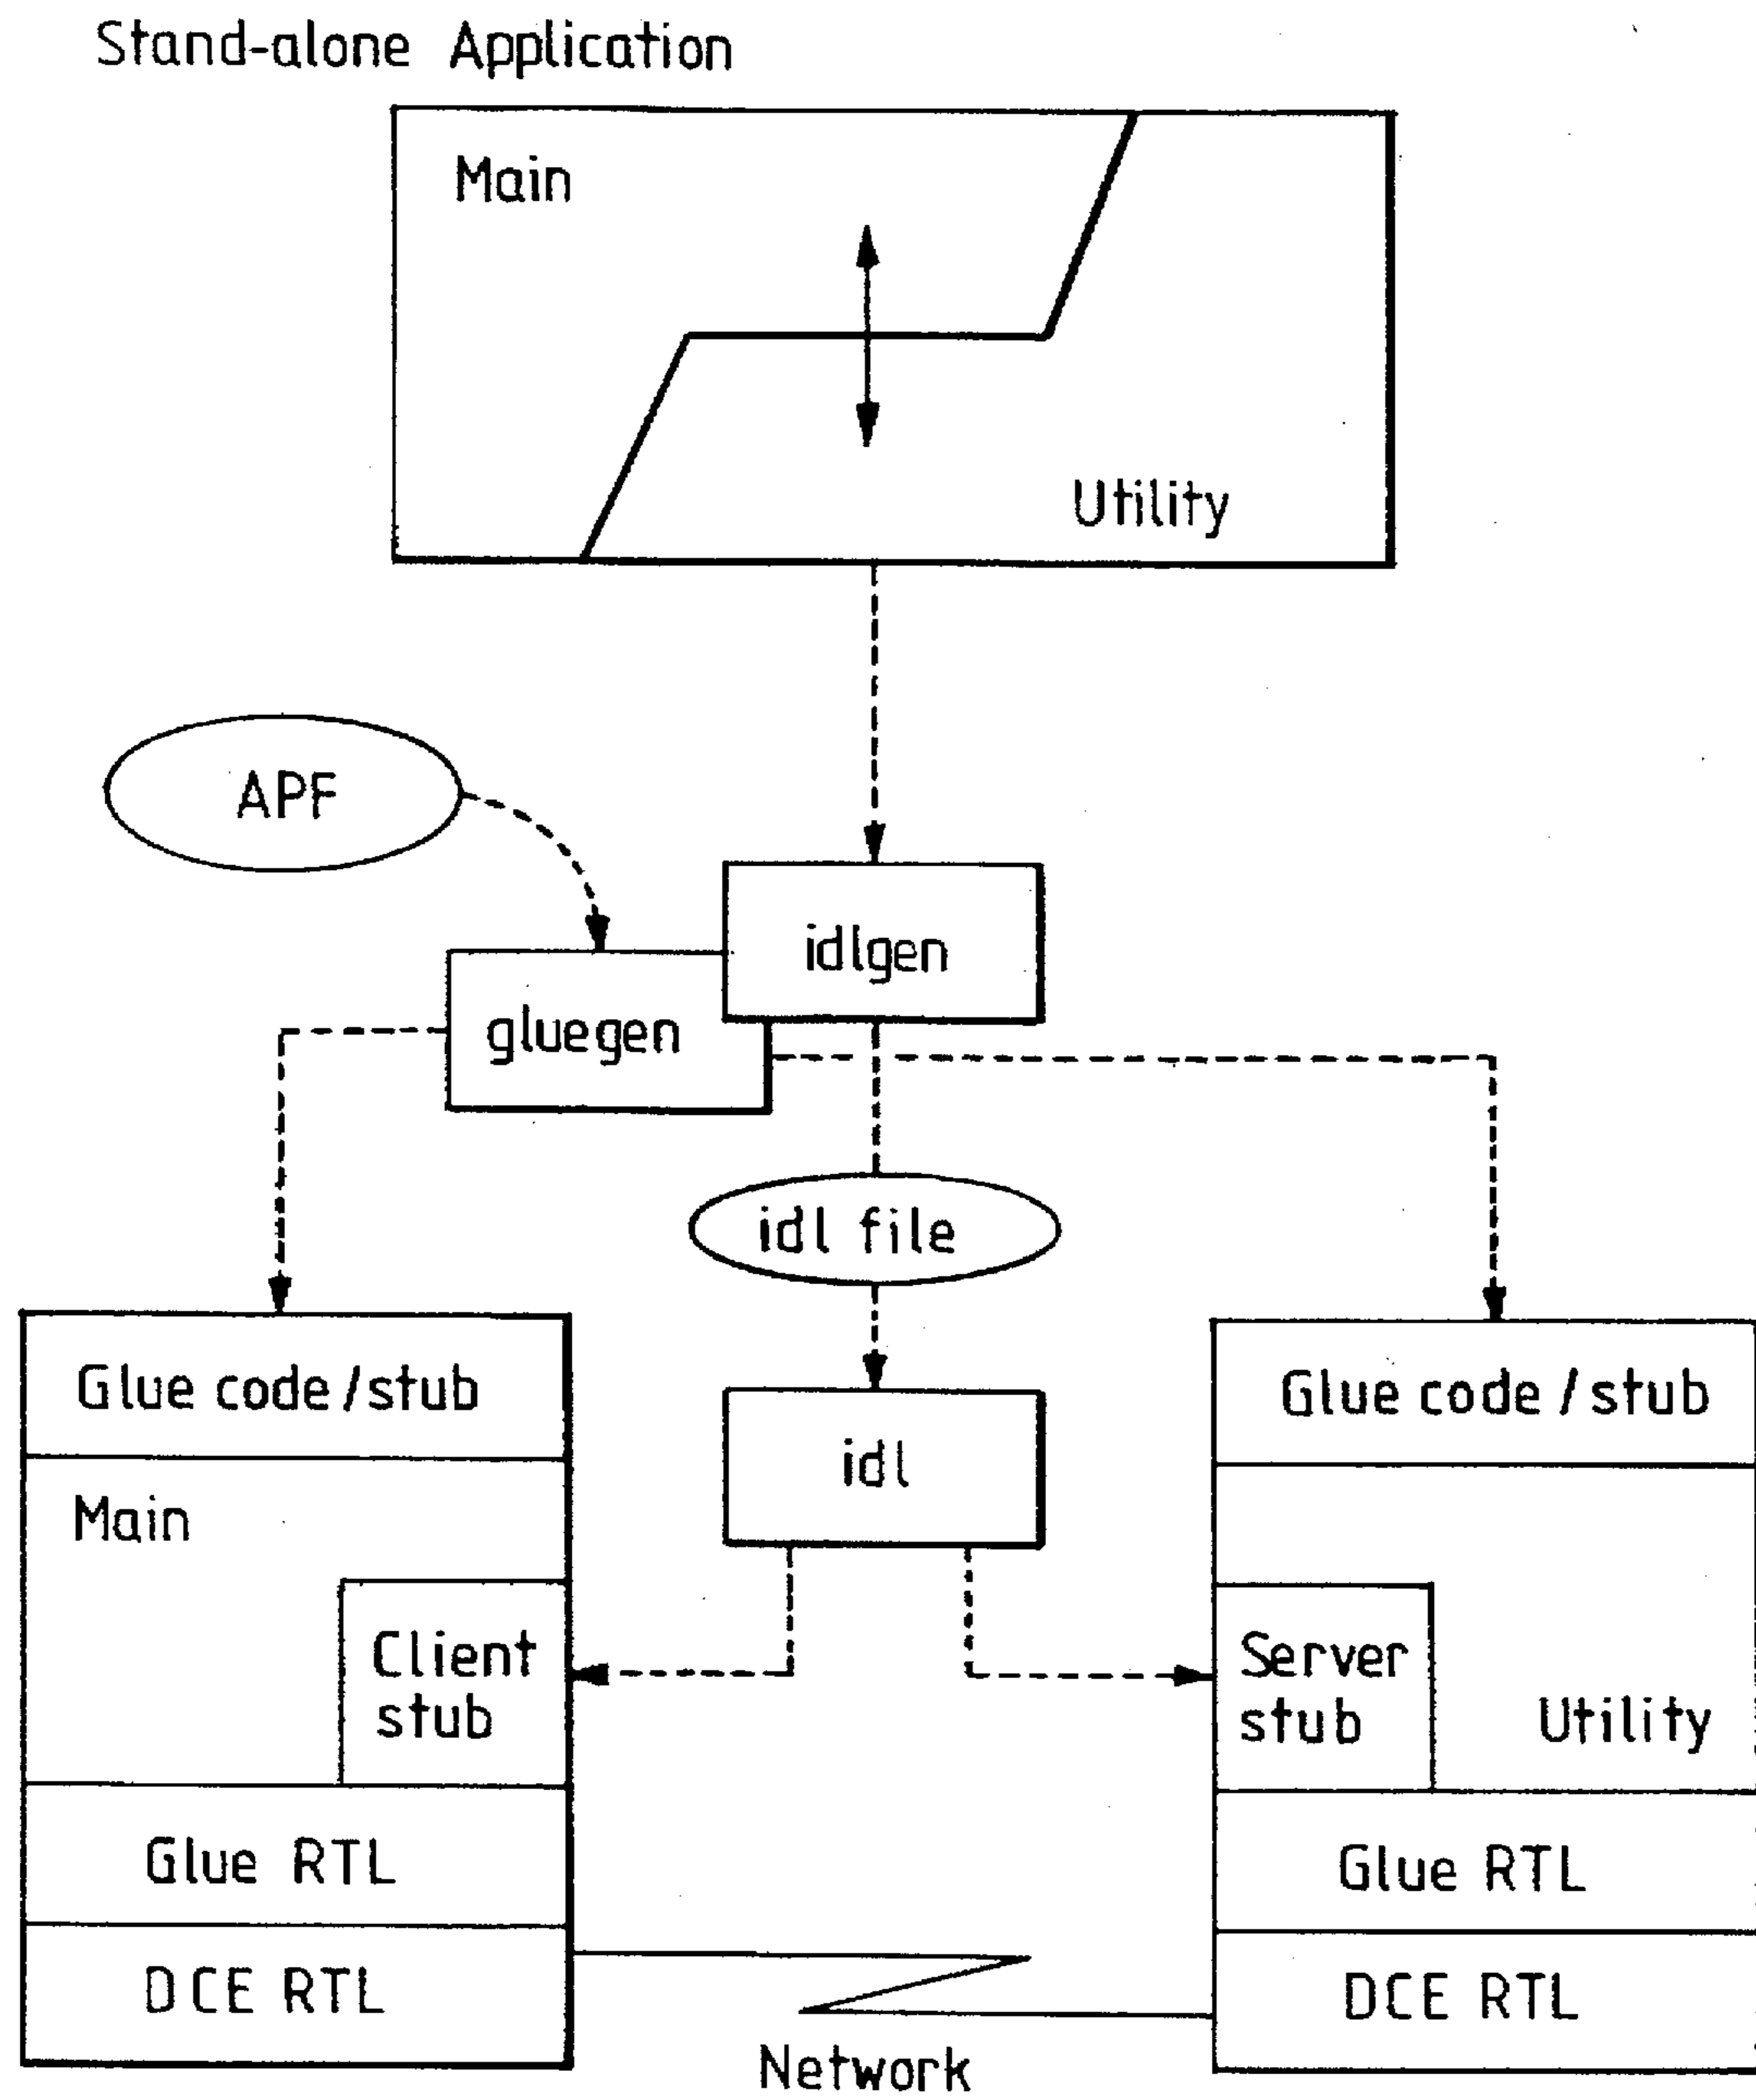 Stand-alone Application
Main
Utility
APF
idlgen
gluegen
idl file
Glue code/stub
Glue code / stub
idl
Main
Client
stub
Server
stub
Utility
Glue RTL
Glue RTL
DCE RTL
DCE RTL
Network